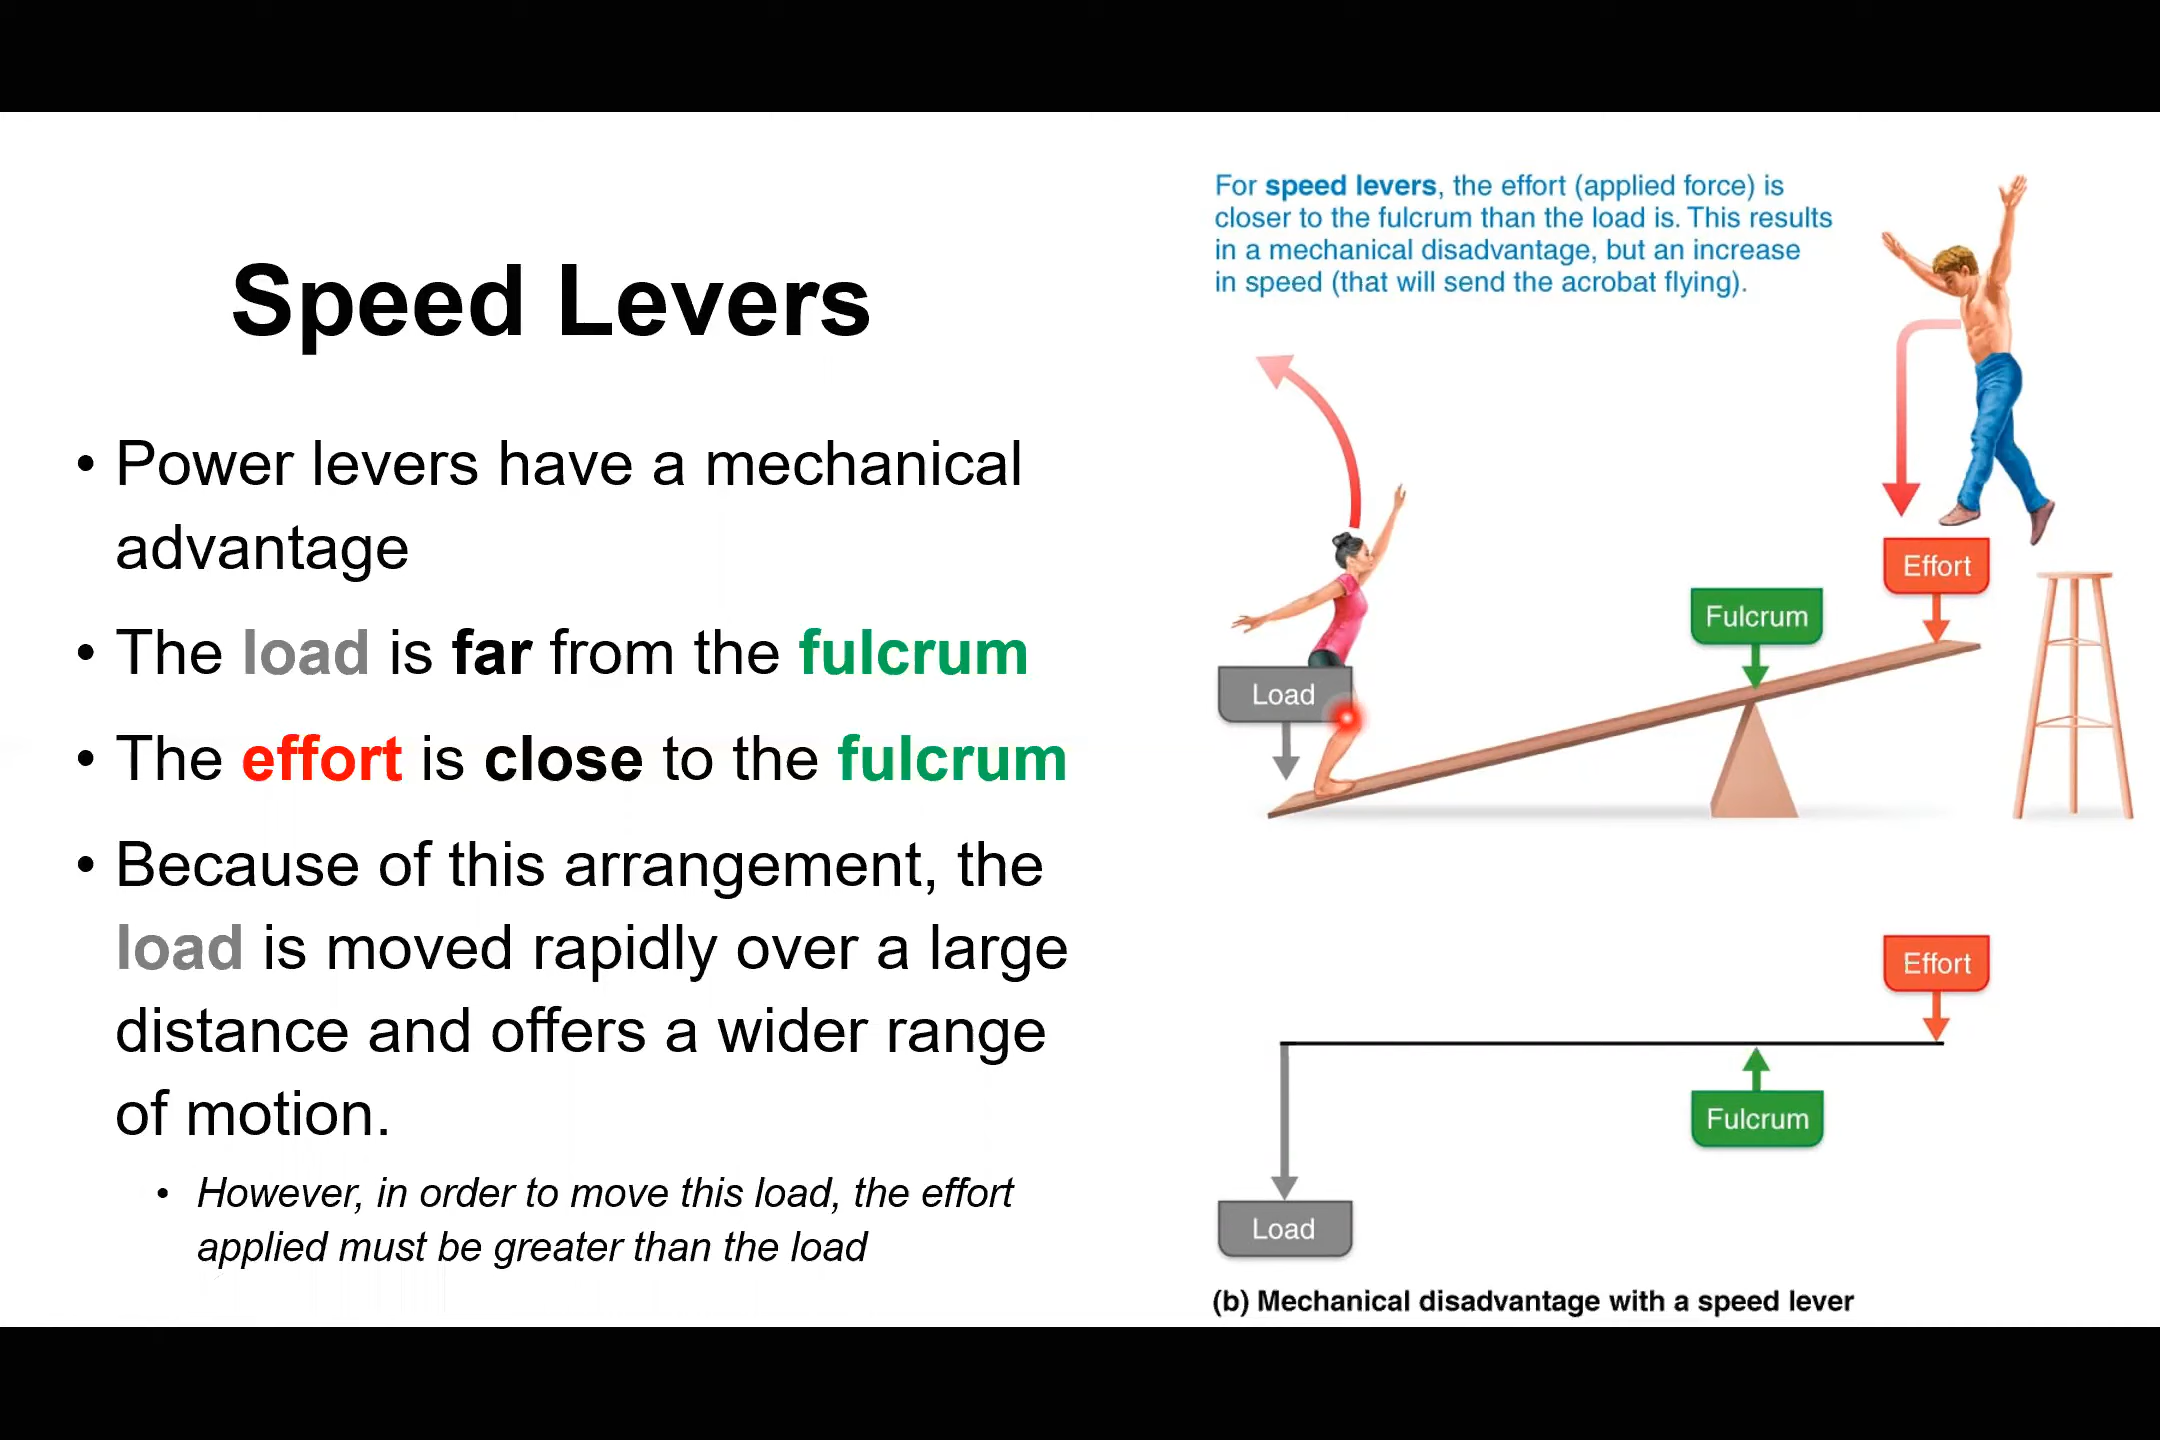 Speed Levers
• Power levers have a mechanical
advantage
• The load is far from the fulcrum
• The effort is close to the fulcrum
• Because of this arrangement, the
load is moved rapidly over a large
distance and offers a wider range
of motion.
• However, in order to move this load, the effort
applied must be greater than the load
For speed levers, the effort (applied force) is
closer to the fulcrum than the load is. This results
in a mechanical disadvantage, but an increase
in speed (that will send the acrobat flying).
Effort
Fulcrum
Load
Effort
Fulcrum
Load
(b) Mechanical disadvantage with a speed lever